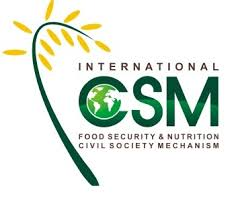 INTERNATIONAL
CSM
FOOD SECURITY & NUTRITION
CIVIL SOCIETY MECHANISM